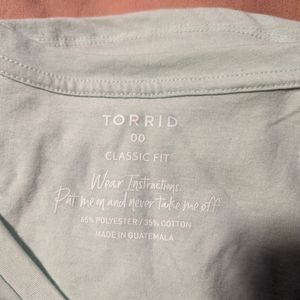 TORRID
00
CLASSIC FIT
Wear Instructions:
Put me on and never take me off.
65% POLYESTER / 35% COTTON
MADE IN GUATEMALA